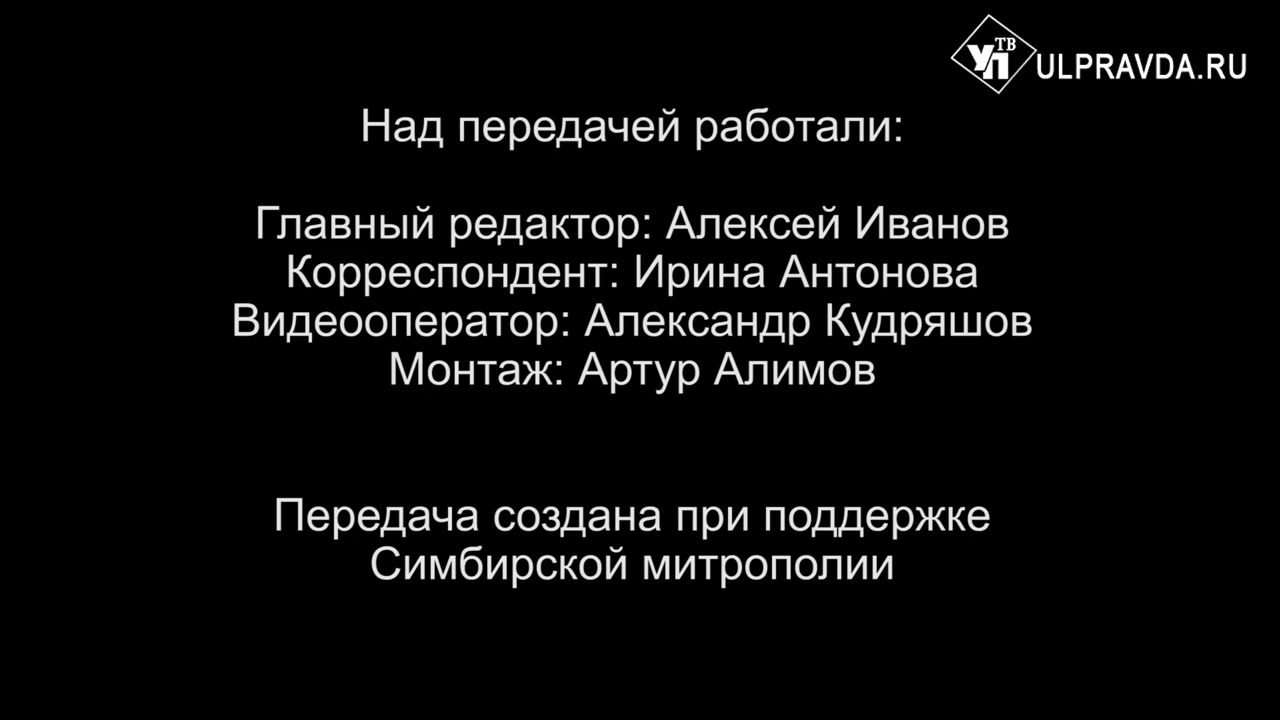 УП ТВ ULPRAVDA.RU
Над передачей работали:
Главный редактор: Алексей Иванов
Корреспондент: Ирина Антонова
Видеооператор: Александр Кудряшов
Монтаж: Артур Алимов
Передача создана при поддержке
Симбирской митрополии